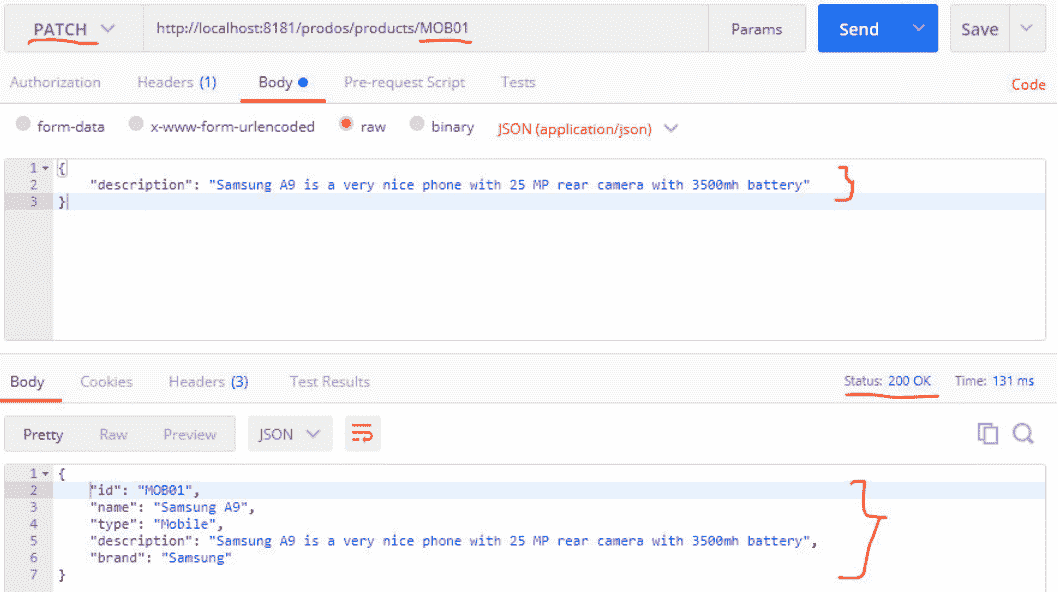 PATCH http://localhost:8181/prodos/products/MOB01 Params Send Save
Authorization Headers (1) Body Pre-request Script Tests Code
form-data x-www-form-urlencoded raw binary JSON (application/json)
1 {
2 "description": "Samsung A9 is a very nice phone with 25 MP rear camera with 3500mh battery"
3 }
Body Cookies Headers (3) Test Results Status: 200 OK Time: 131 ms
Pretty Raw Preview JSON
1 {
2 "id": "MOB01",
3 "name": "Samsung A9",
4 "type": "Mobile",
5 "description": "Samsung A9 is a very nice phone with 25 MP rear camera with 3500mh battery",
6 "brand": "Samsung"
7 }